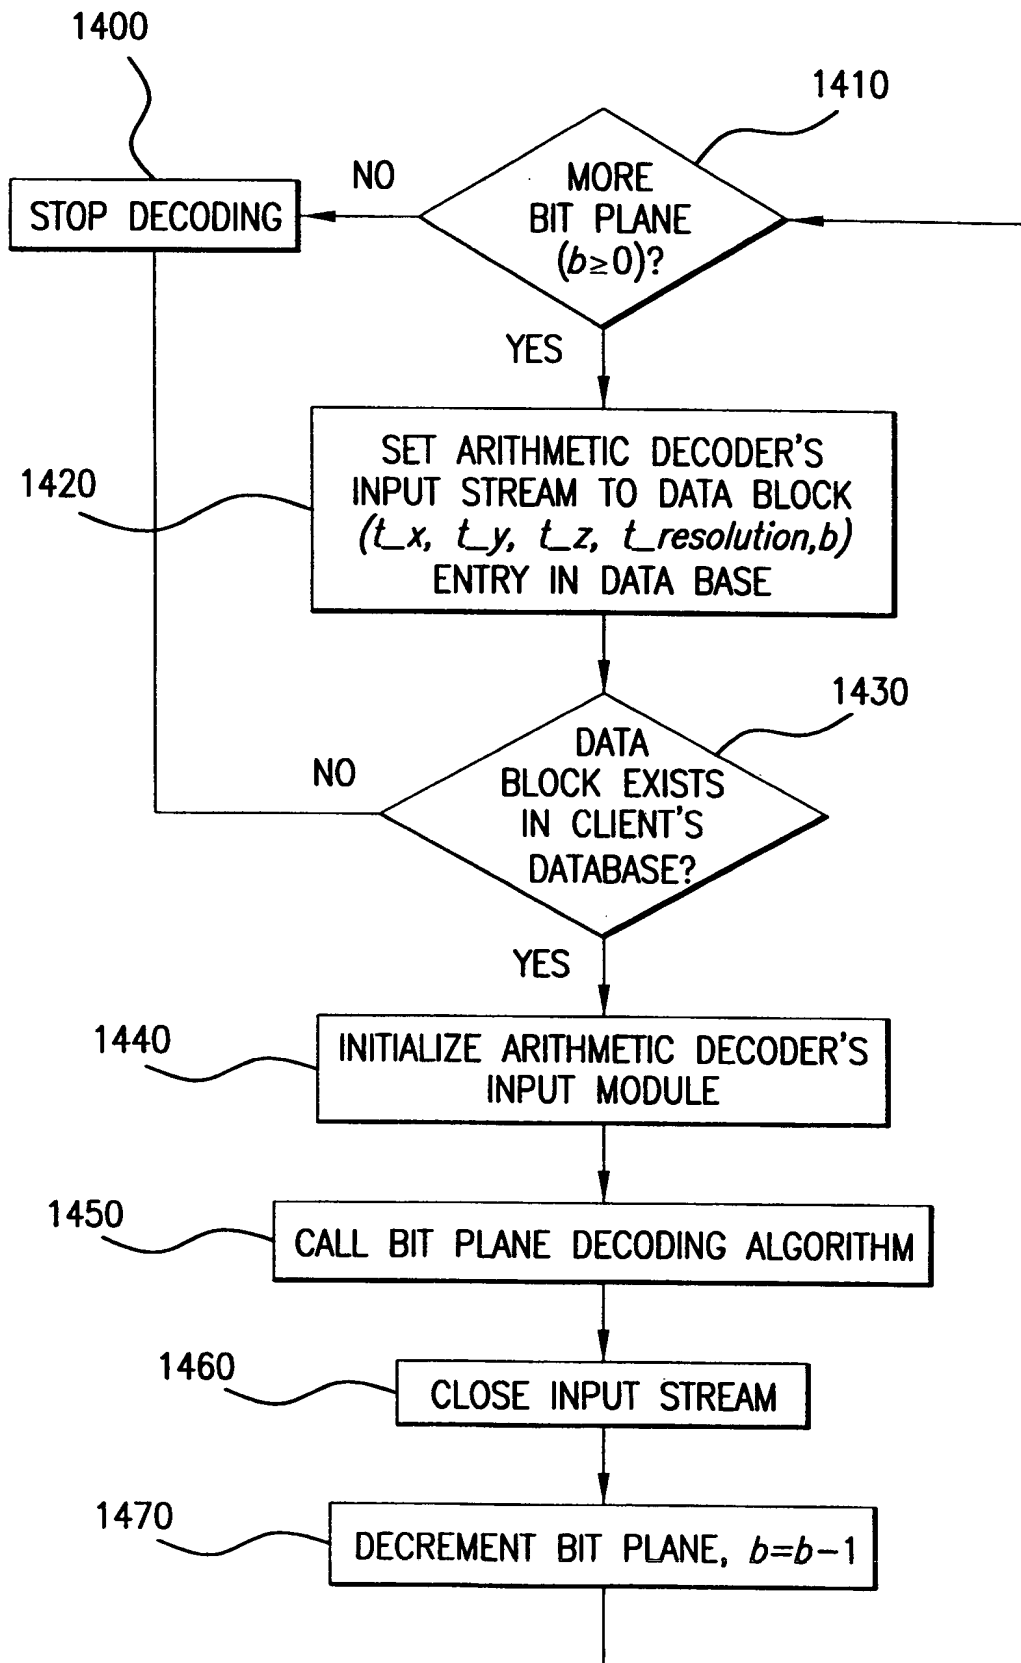 1400
1410
NO
MORE
BIT PLANE
(b≥0)?
STOP DECODING
YES
SET ARITHMETIC DECODER'S
INPUT STREAM TO DATA BLOCK
(t_x, t_y, t_z, t_resolution,b)
ENTRY IN DATA BASE
1420
1430
NO
DATA
BLOCK EXISTS
IN CLIENT'S
DATABASE?
YES
1440
INITIALIZE ARITHMETIC DECODER'S
INPUT MODULE
1450
CALL BIT PLANE DECODING ALGORITHM
1460
CLOSE INPUT STREAM
1470
DECREMENT BIT PLANE, b=b-1